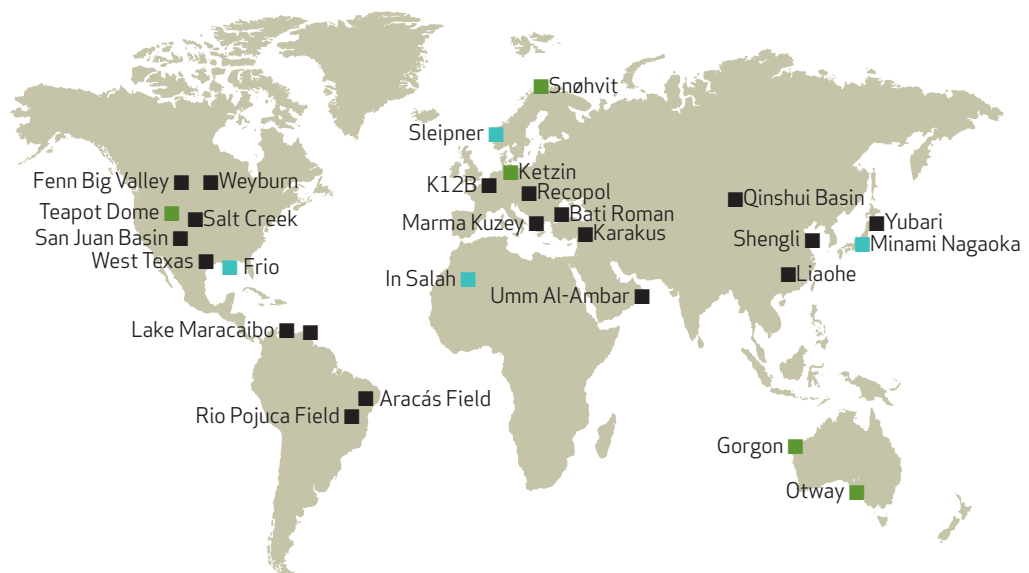 Snøhvit
Sleipner
Ketzin
Fenn Big Valley
Weyburn
K12B
Recopol
Qinshui Basin
Teapot Dome
Salt Creek
Marma Kuzey
Bati Roman
Karakus
Yubari
San Juan Basin
Shengli
Minami Nagaoka
West Texas
Frio
In Salah
Umm Al-Ambar
Liaohe
Lake Maracaibo
Aracás Field
Rio Pojuca Field
Gorgon
Otway